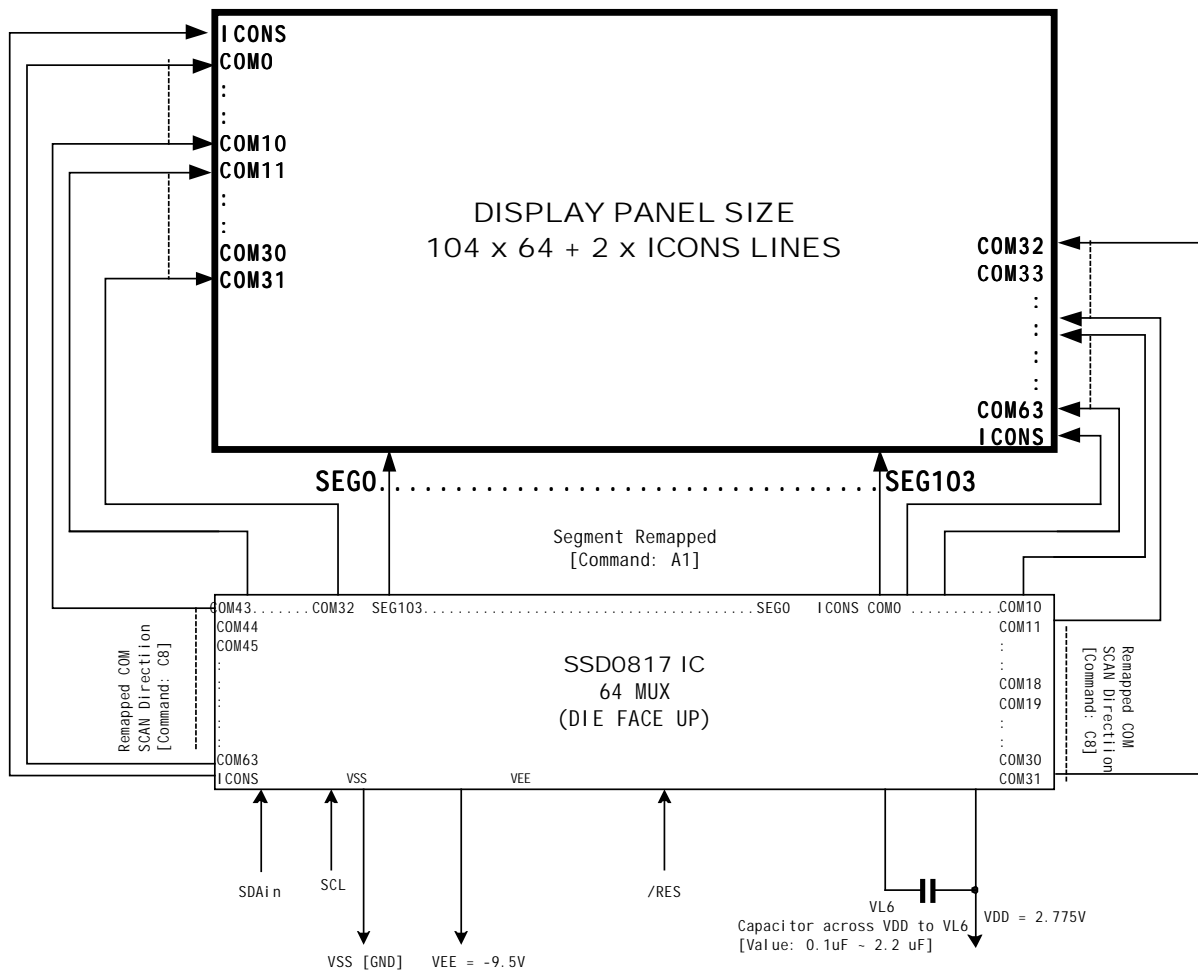 ICONS
COM0
:
:
COM10
COM11
:
:
COM30
COM31
DISPLAY PANEL SIZE
104 x 64 + 2 x ICONS LINES
COM32
COM33
:
:
:
:
COM63
ICONS
SEG0..................................SEG103
Segment Remapped
[Command: A1]
COM43.......COM32 SEG103..........................................SEG0 ICONS COM0 ...........COM10
COM44
COM45
:
:
:
:
:
COM63
ICONS
VSS
VEE
SSD0817 IC
64 MUX
(DIE FACE UP)
COM11
:
:
COM18
COM19
:
:
COM30
COM31
Remapped COM
SCAN Directiion
[Command: C8]
Remapped COM
SCAN Directiion
[Command: C8]
SDAin
SCL
/RES
VL6
Capacitor across VDD to VL6
[Value: 0.1uF ~ 2.2 uF]
VDD = 2.775V
VSS [GND]
VEE = -9.5V